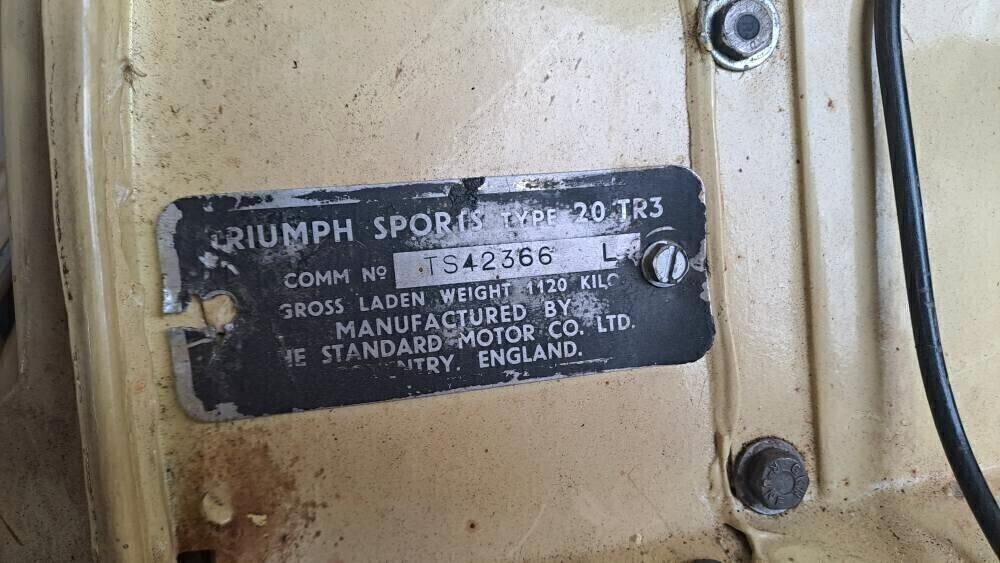 TRIUMPH SPORTS TYPE 20 TR3
COMM Nº TS42366 L
GROSS LADEN WEIGHT 1120 KILO
MANUFACTURED BY
HE STANDARD MOTOR CO. LTD.
NTRY. ENGLAND.